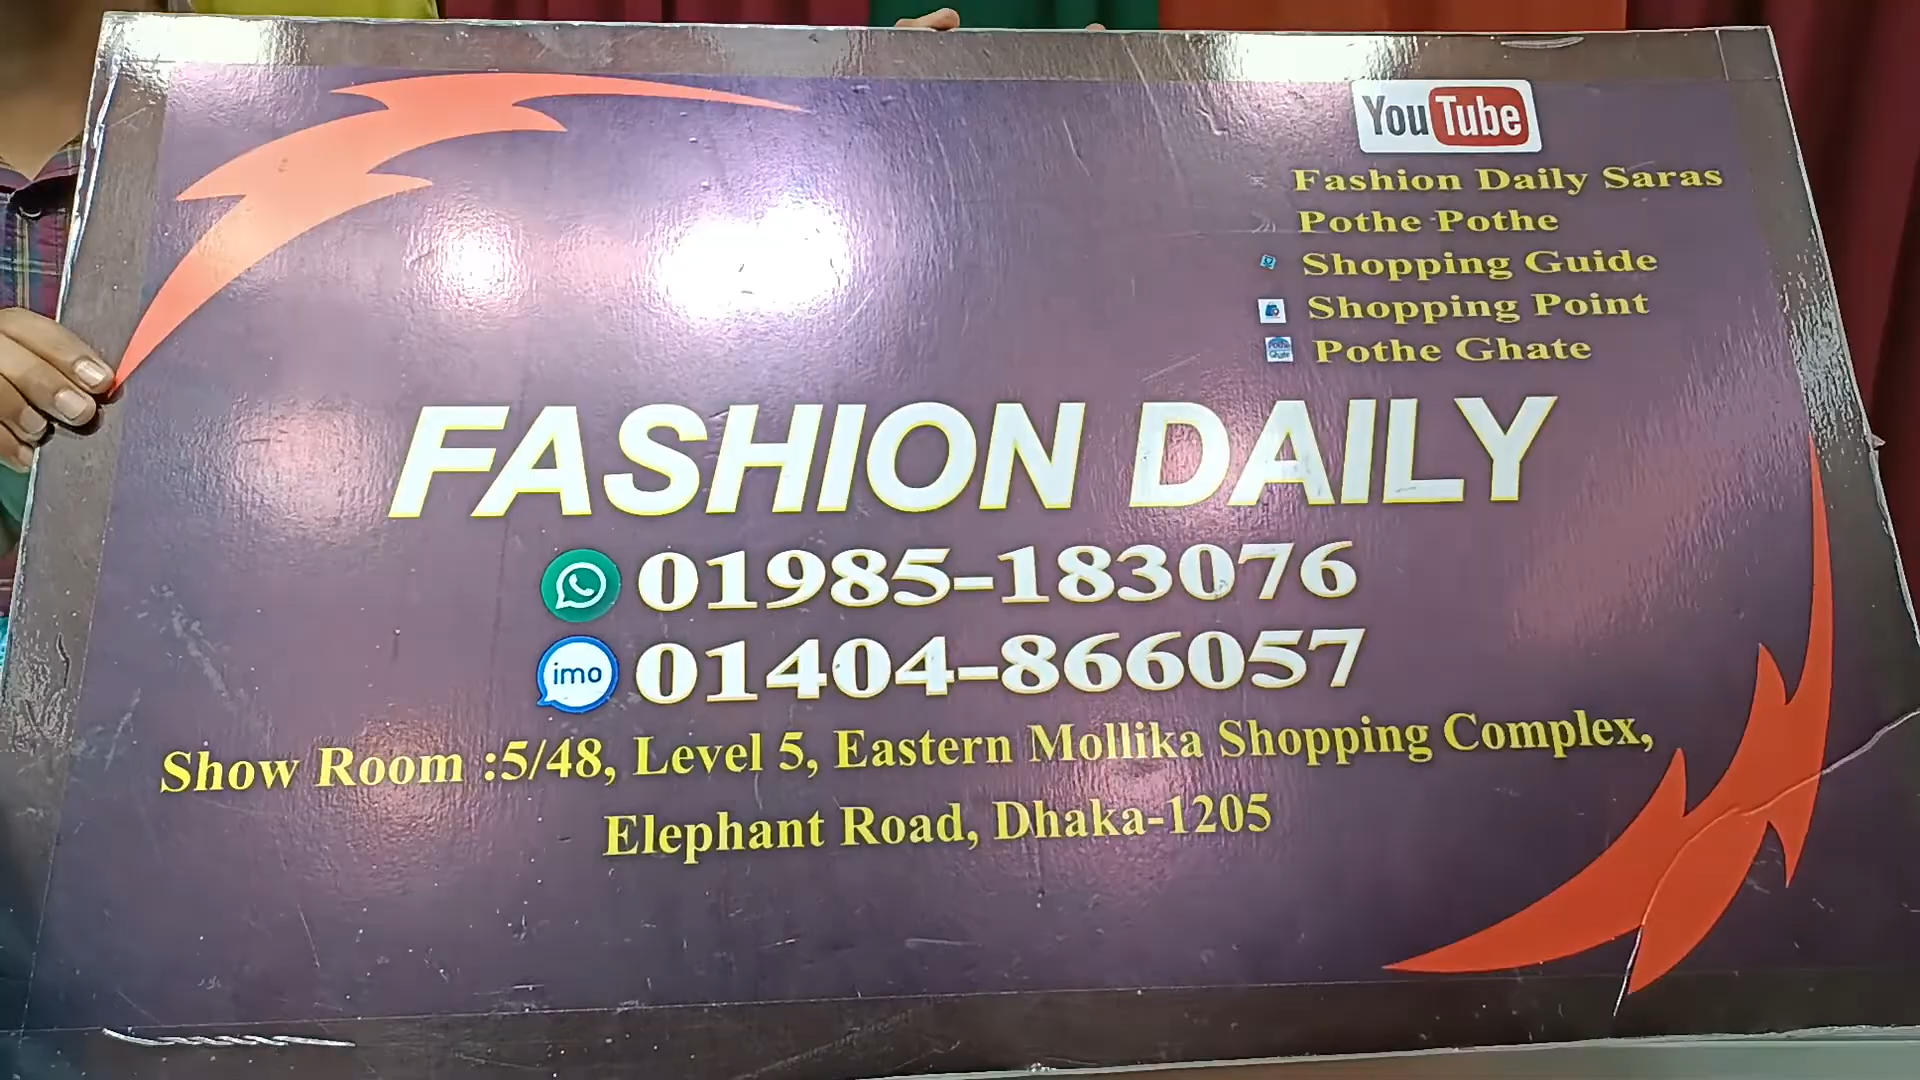 YouTube
Fashion Daily Saras
Pothe Pothe
Shopping Guide
Shopping Point
Pothe Ghate
FASHION DAILY
01985-183076
imo 01404-866057
Show Room :5/48, Level 5, Eastern Mollika Shopping Complex,
Elephant Road, Dhaka-1205